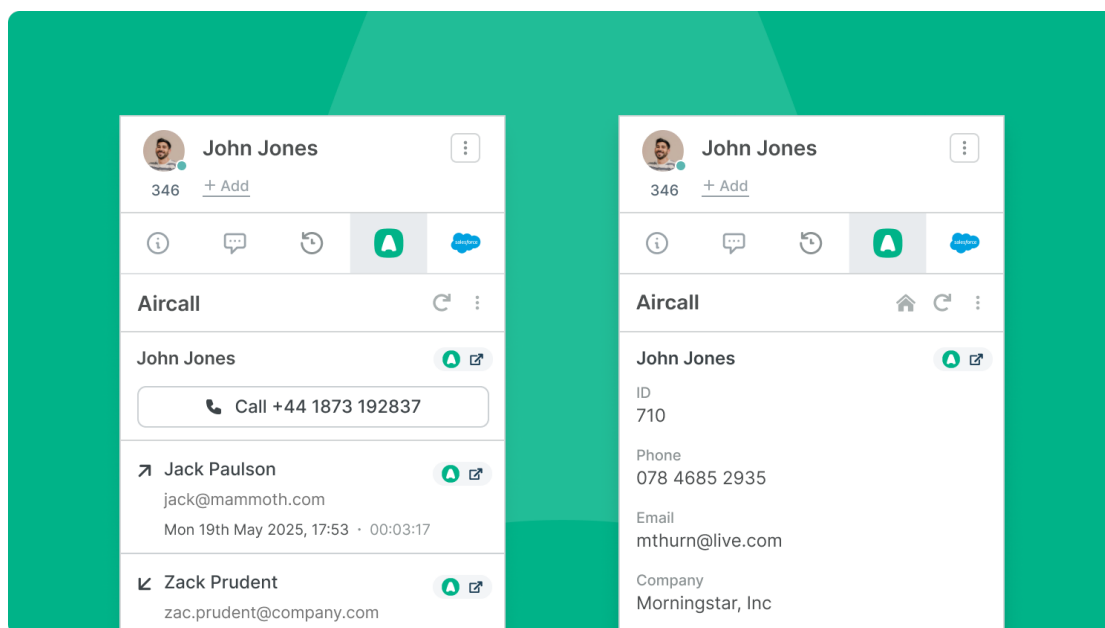 John Jones
346
+ Add
salesforce
Aircall
John Jones
Call +44 1873 192837
Jack Paulson
jack@mammoth.com
Mon 19th May 2025, 17:53 · 00:03:17
Zack Prudent
zac.prudent@company.com
John Jones
346
+ Add
salesforce
Aircall
John Jones
ID
710
Phone
078 4685 2935
Email
mthurn@live.com
Company
Morningstar, Inc